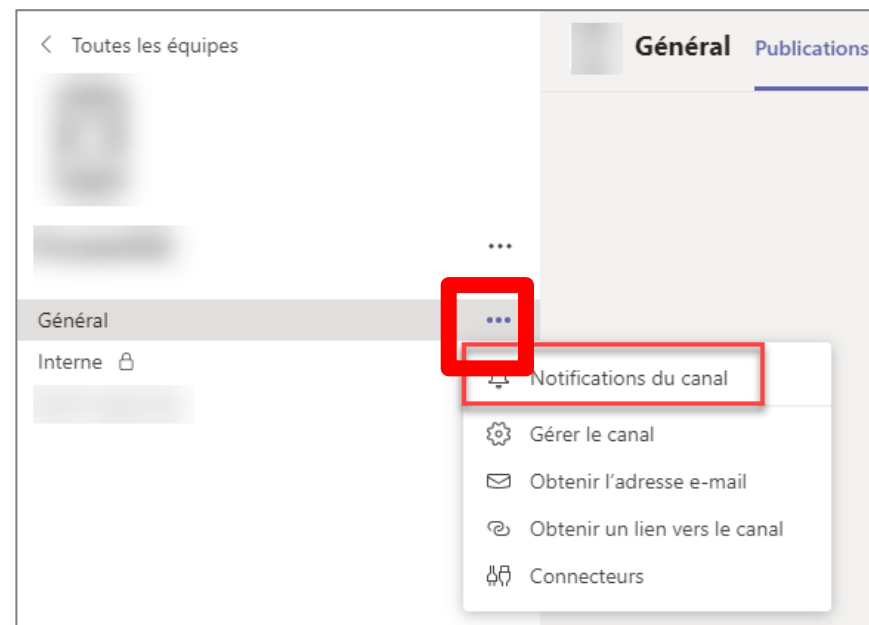 Toutes les équipes
Général Publications
Général
Interne
Notifications du canal
Gérer le canal
Obtenir l'adresse e-mail
Obtenir un lien vers le canal
Connecteurs